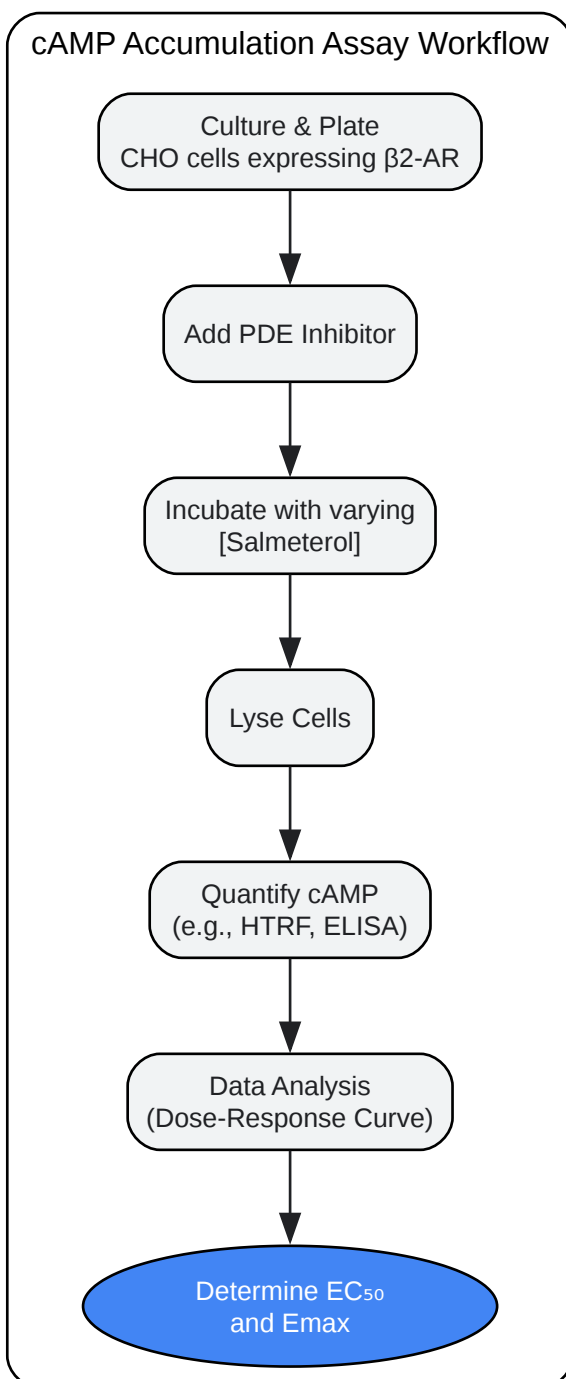 cAMP Accumulation Assay Workflow
Culture & Plate
CHO cells expressing β2-AR
Add PDE Inhibitor
Incubate with varying
[Salmeterol]
Lyse Cells
Quantify cAMP
(e.g., HTRF, ELISA)
Data Analysis
(Dose-Response Curve)
Determine EC₅₀
and Emax